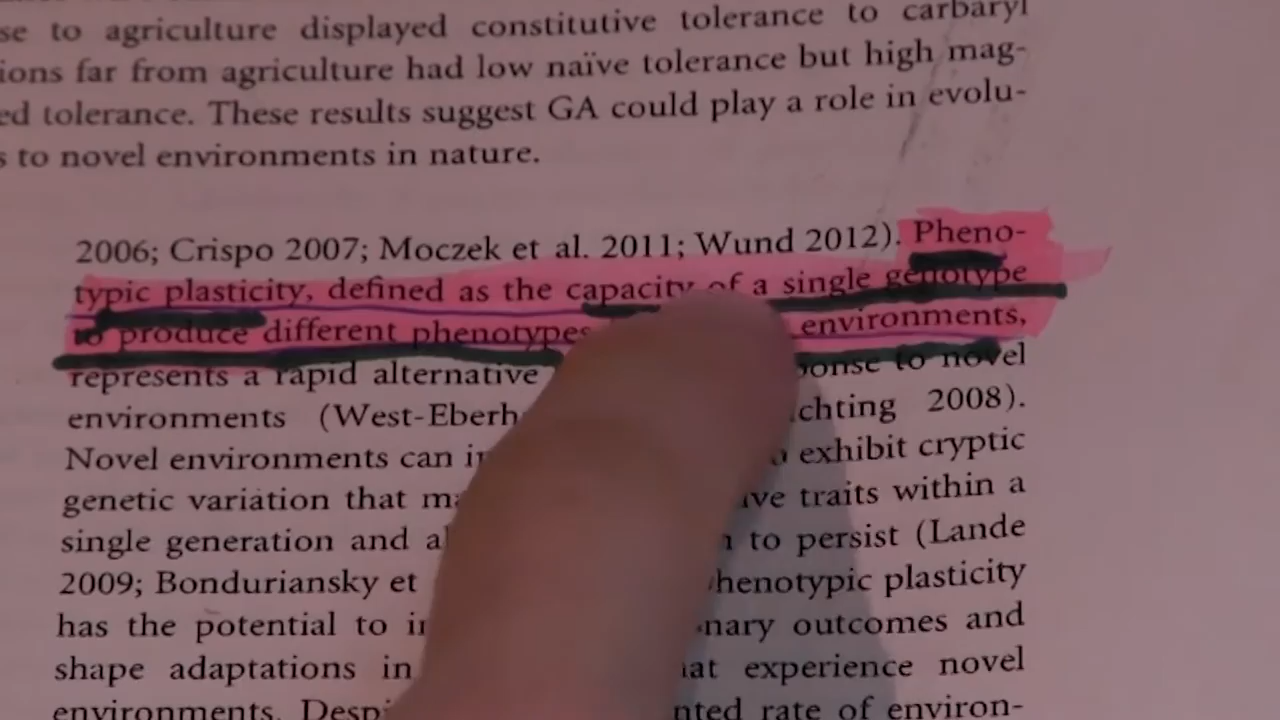 se to agriculture displayed constitutive tolerance to carbaryl
ions far from agriculture had low naïve tolerance but high mag-
ed tolerance. These results suggest GA could play a role in evolu-
s to novel environments in nature.
2006; Crispo 2007; Moczek et al. 2011; Wund 2012). Pheno-
typic plasticity, defined as the capacity of a single genotype
to produce different phenotypes environments,
represents a rapid alternative ponse to novel
environments (West-Eberh chting 2008).
Novel environments can exhibit cryptic
genetic variation that traits within a
single generation and to persist (Lande
2009; Bonduriansky et henotypic plasticity
has the potential to nary outcomes and
shape adaptations in experience novel
environments. nted rate of environ-